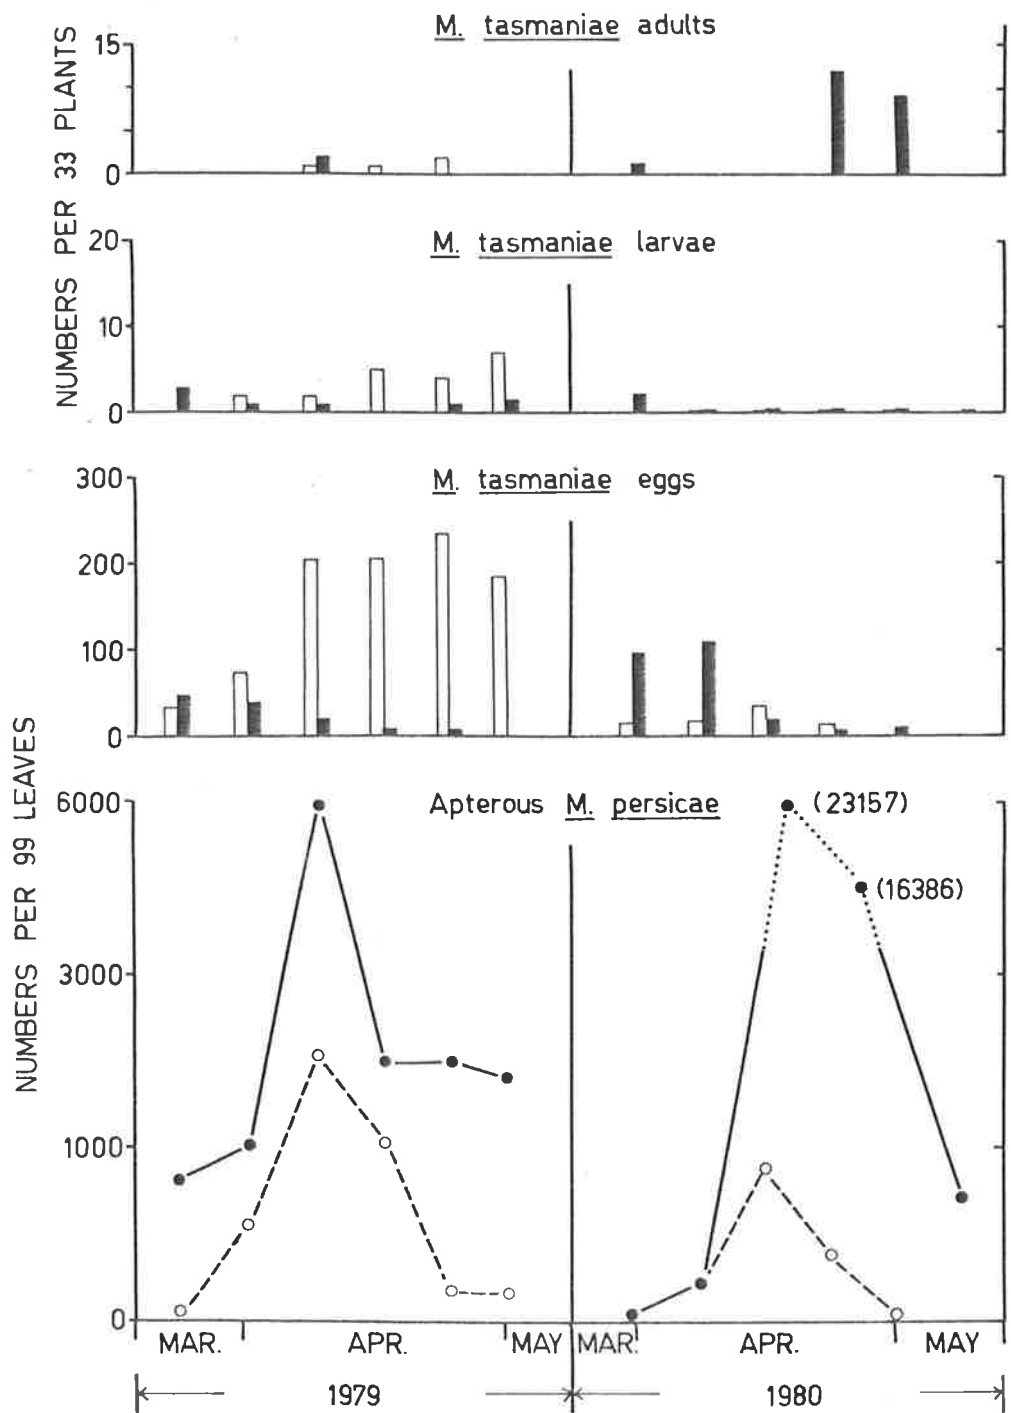 M. tasmaniae adults
NUMBERS PER 33 PLANTS
15
0
M. tasmaniae larvae
20
10
0
M. tasmaniae eggs
300
200
100
0
NUMBERS PER 99 LEAVES
Apterous M. persicae
6000
3000
1000
0
(23157)
(16386)
MAR. APR. MAY MAR. APR. MAY
1979 1980